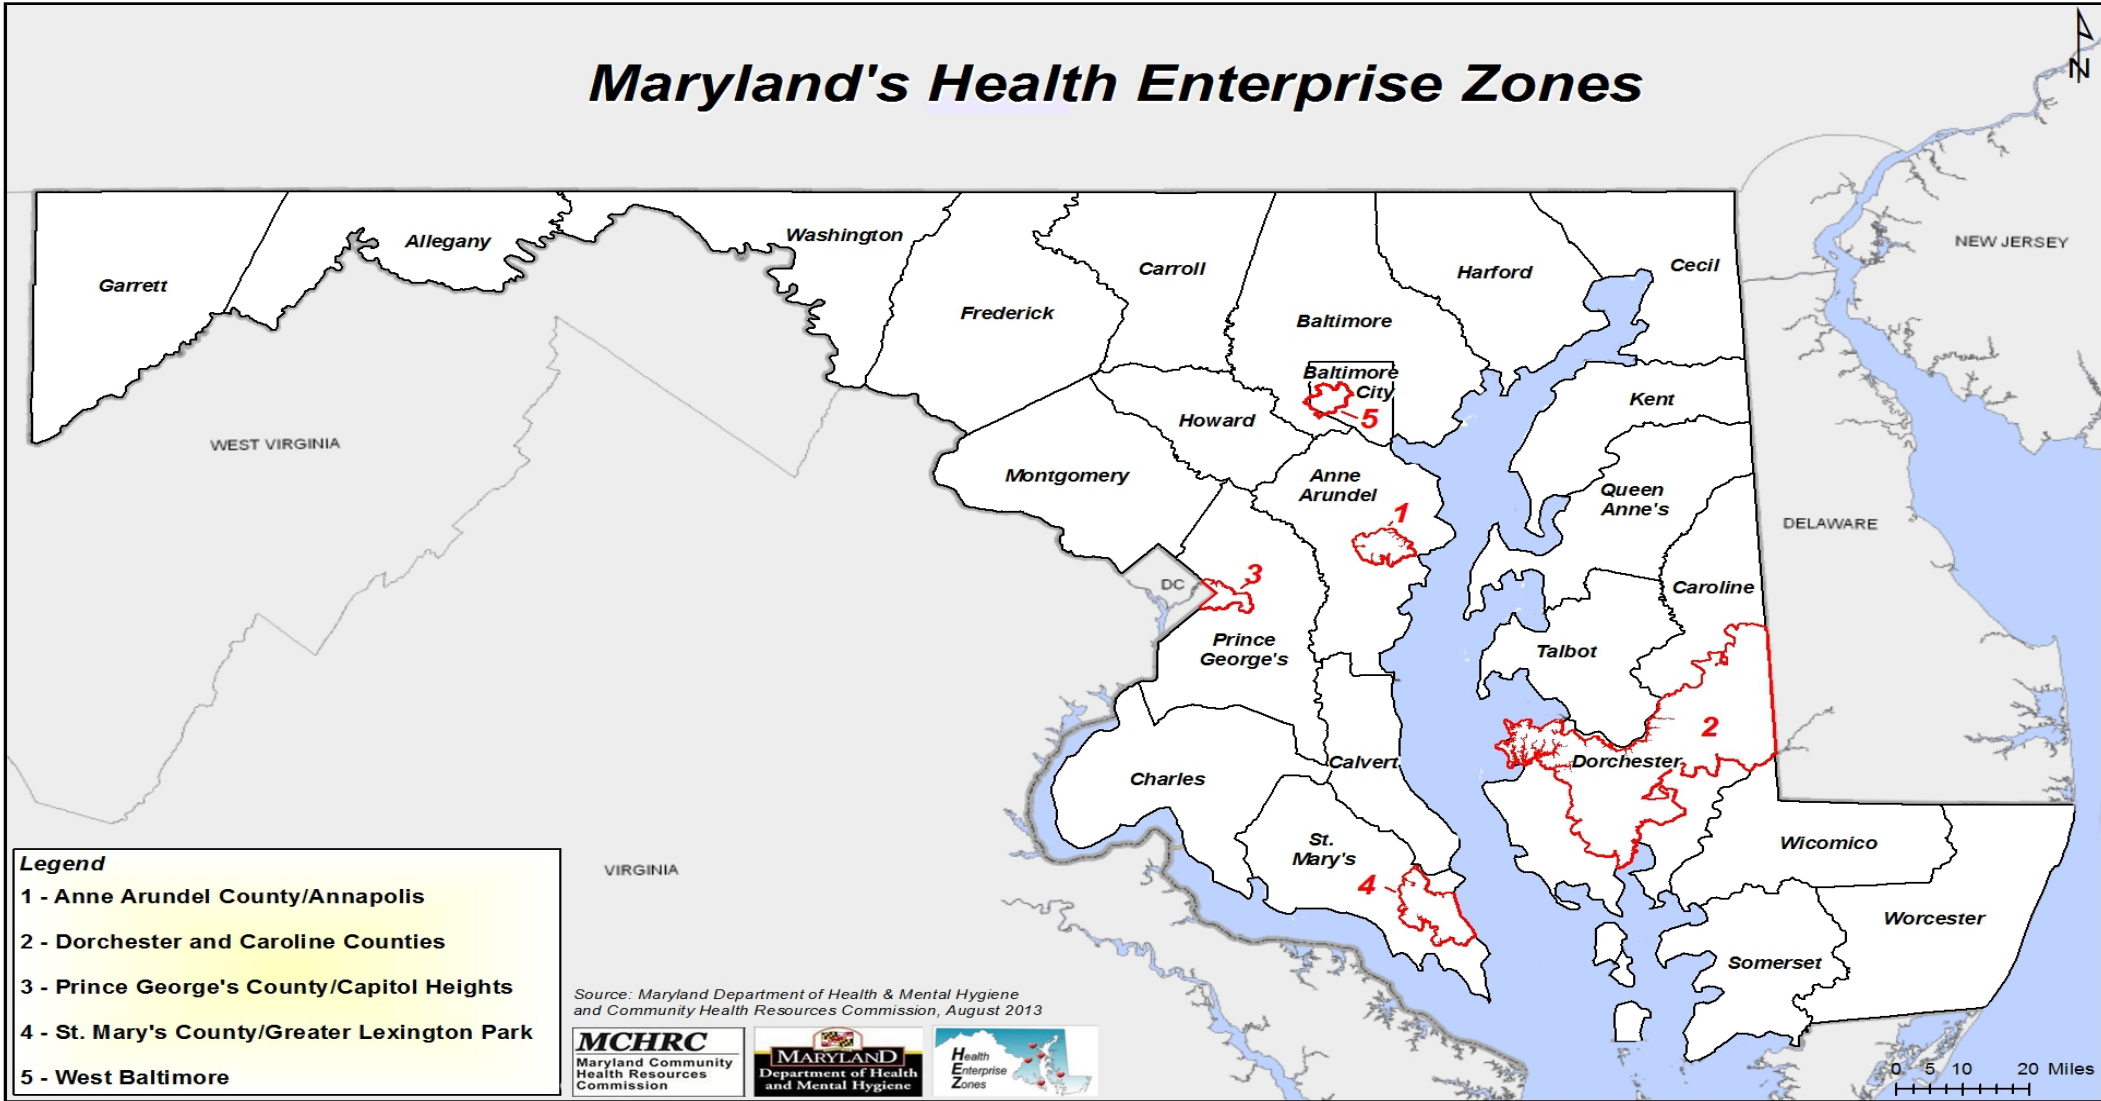 Maryland's Health Enterprise Zones
N
Garrett
Allegany
Washington
Frederick
Carroll
Baltimore
Harford
Cecil
NEW JERSEY
Baltimore
City
5
Howard
Kent
WEST VIRGINIA
Montgomery
Anne
Arundel
1
Queen
Anne's
DELAWARE
DC
3
Caroline
Prince
George's
Talbot
2
Dorchester
Calvert
Charles
St.
Mary's
4
Wicomico
Worcester
Somerset
VIRGINIA
Legend
1 - Anne Arundel County/Annapolis
2 - Dorchester and Caroline Counties
3 - Prince George's County/Capitol Heights
4 - St. Mary's County/Greater Lexington Park
5 - West Baltimore
Source: Maryland Department of Health & Mental Hygiene
and Community Health Resources Commission, August 2013
MCHRC
Maryland Community
Health Resources
Commission
MARYLAND
Department of Health
and Mental Hygiene
Health
Enterprise
Zones
0 5 10 20 Miles